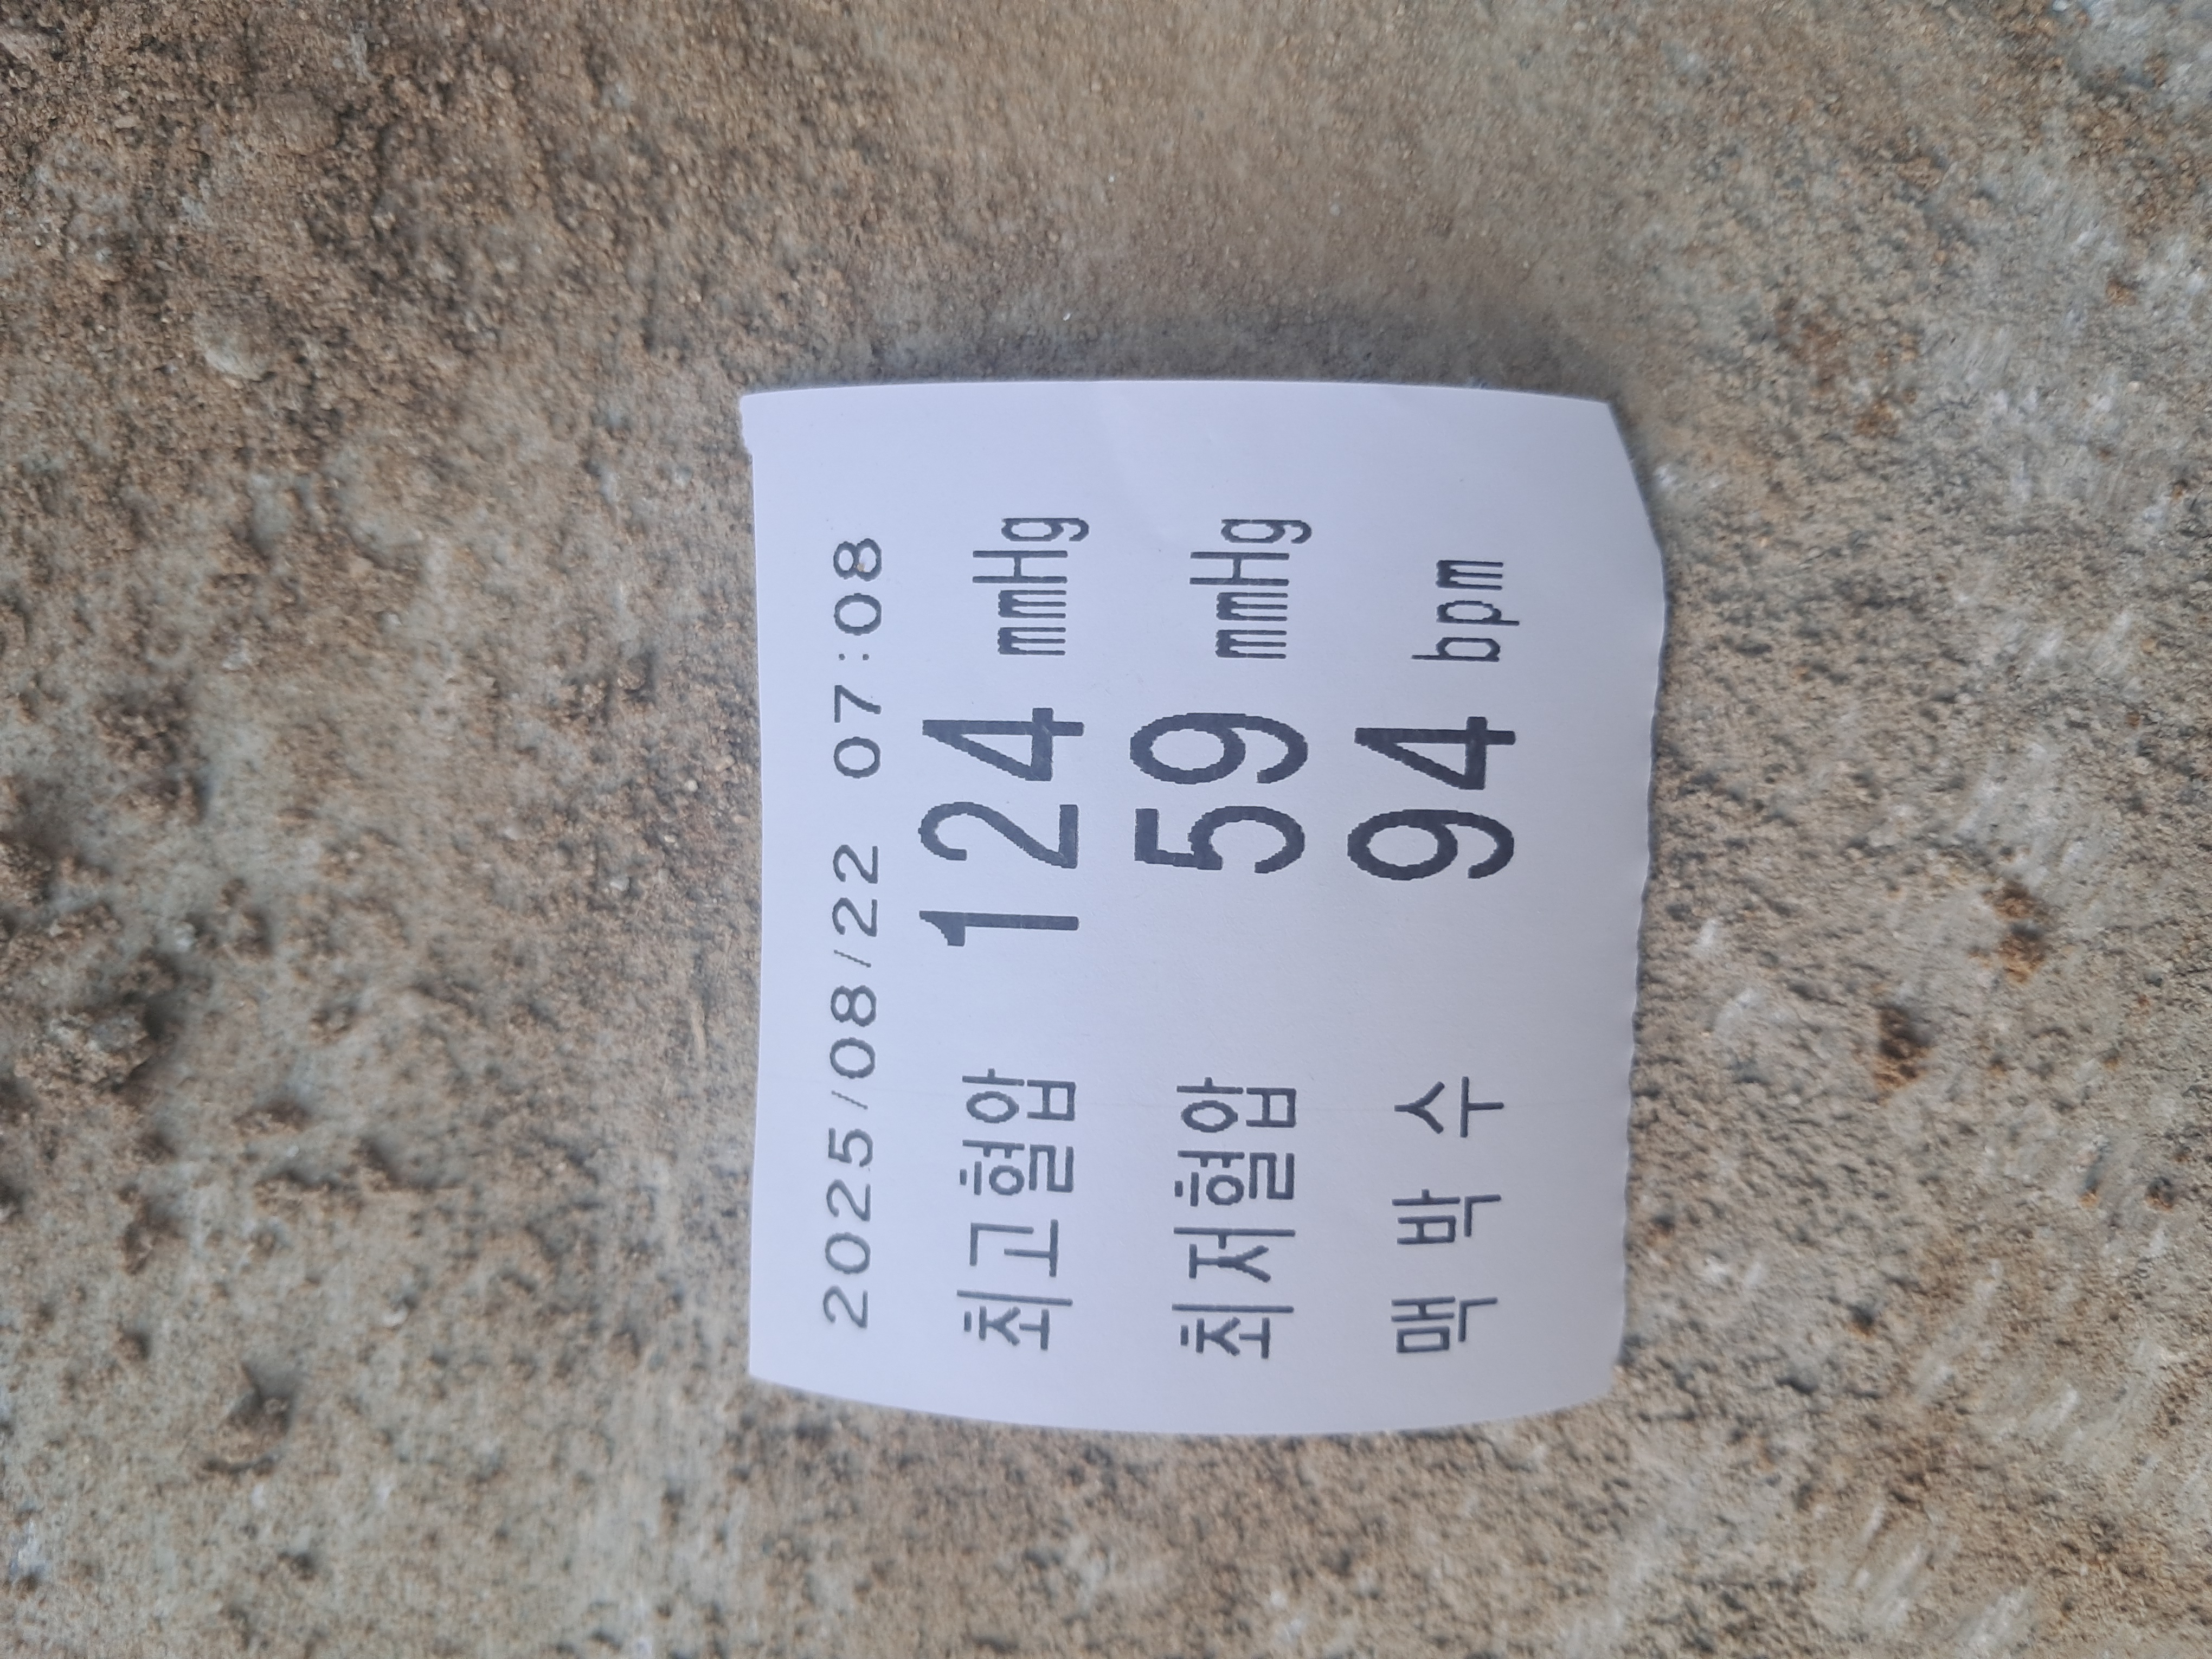 2025/08/22 07:08
최고혈압 124 mmHg
최저혈압 59 mmHg
맥 박 수 94 bpm